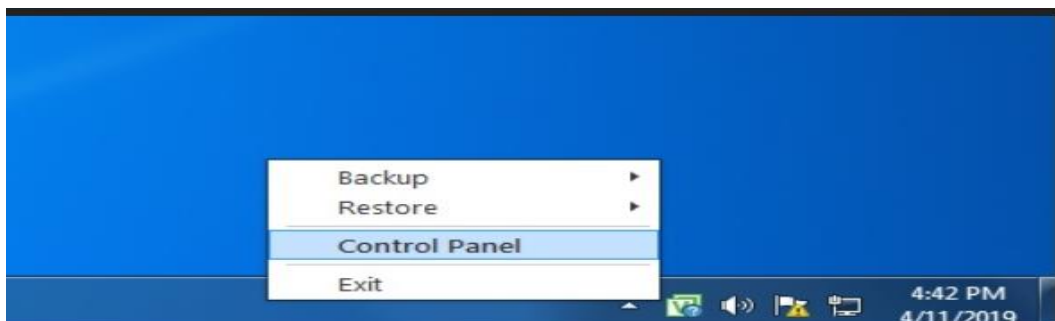 Backup
Restore
Control Panel
Exit
4:42 PM
4/11/2019